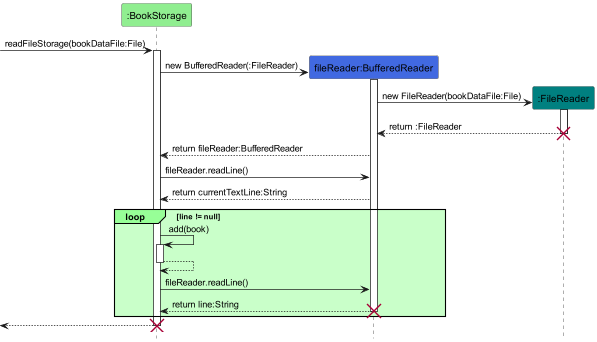 :BookStorage
readFileStorage(bookDataFile:File)
new BufferedReader(:FileReader)
fileReader:BufferedReader
new FileReader(bookDataFile:File)
:FileReader
return :FileReader
return fileReader:BufferedReader
fileReader.readLine()
return currentTextLine:String
loop [line != null]
add(book)
fileReader.readLine()
return line:String